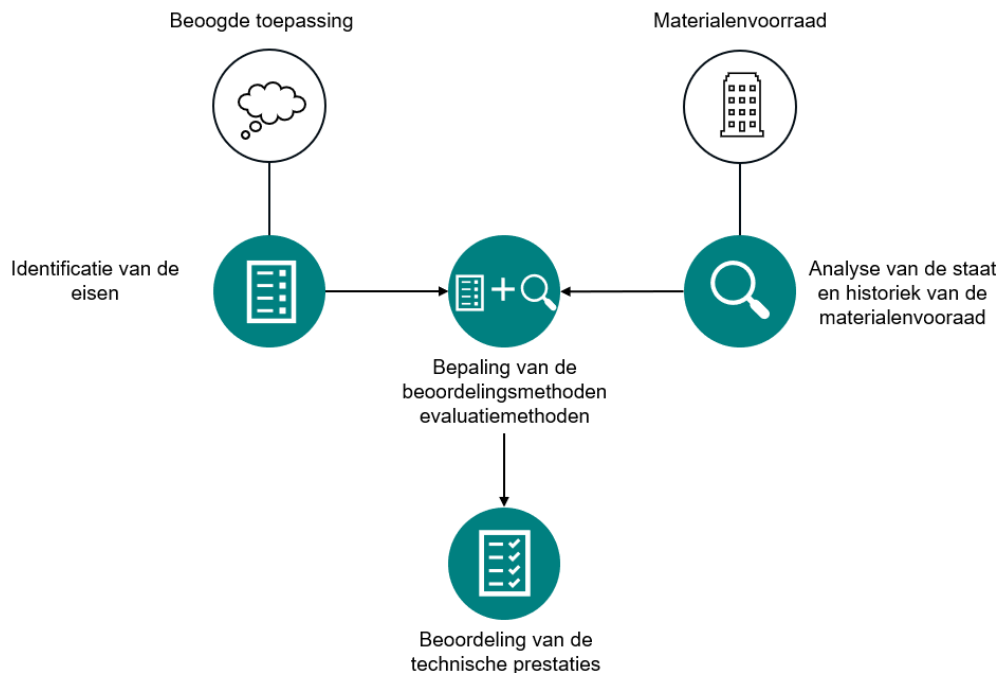 Beoogde toepassing
Materialenvoorraad
Identificatie van de
eisen
Analyse van de staat
en historiek van de
materialenvooraad
Bepaling van de
beoordelingsmethoden
evaluatiemethoden
Beoordeling van de
technische prestaties